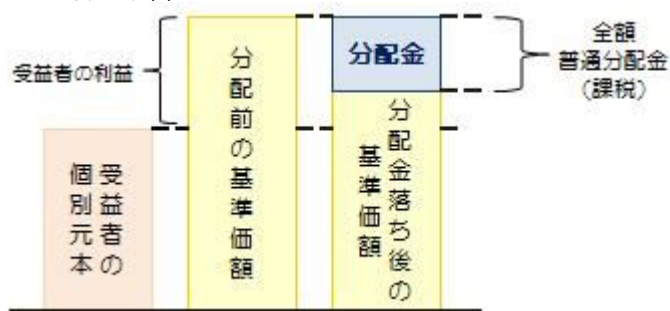 受益者の利益
受益者の
個別元本
分配前の基準価額
分配金
分配金落ち後の
基準価額
全額
普通分配金
(課税)